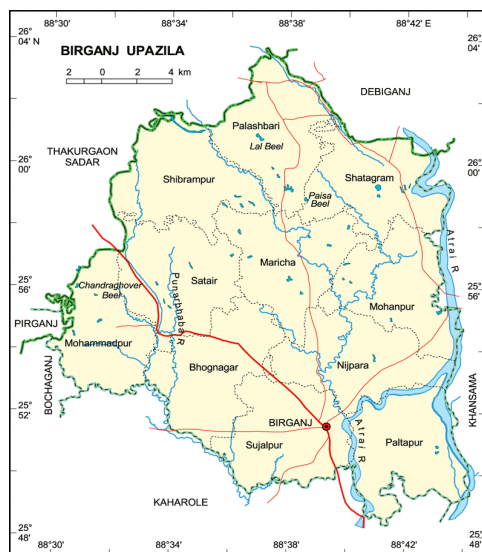 88°30'
88°34'
88°38'
88°42' E
26°
04' N
26°
04'
BIRGANJ UPAZILA
2 0 2 4 km
DEBIGANJ
Palashbari
Lal Beel
THAKURGAON
SADAR
26°
00'
26°
00'
Shibrampur
Shatagram
Paisa
Beel
Atrai R
Maricha
Satair
Chandraghover
Beel
Punarbhaba R
25°
56'
25°
56'
Mohanpur
PIRGANJ
Mohammadpur
BOCHAGANJ
Bhognagar
Nijpara
25°
52'
25°
52'
KHANSAMA
BIRGANJ
Atrai R
Sujalpur
Paltapur
KAHAROLE
25°
48'
25°
48'
88°30'
88°34'
88°38'
88°42'